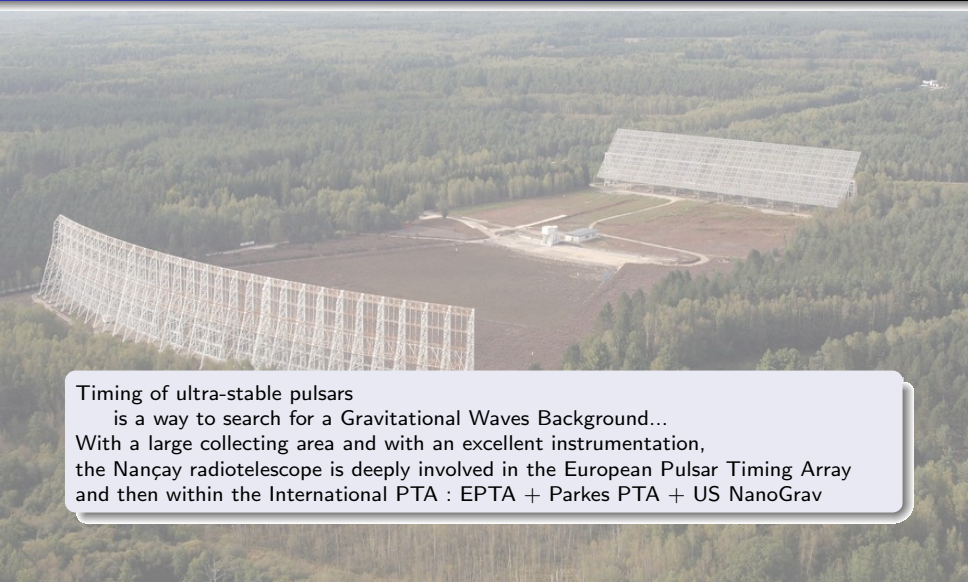 Timing of ultra-stable pulsars
is a way to search for a Gravitational Waves Background...
With a large collecting area and with an excellent instrumentation,
the Nançay radiotelescope is deeply involved in the European Pulsar Timing Array
and then within the International PTA : EPTA + Parkes PTA + US NanoGrav